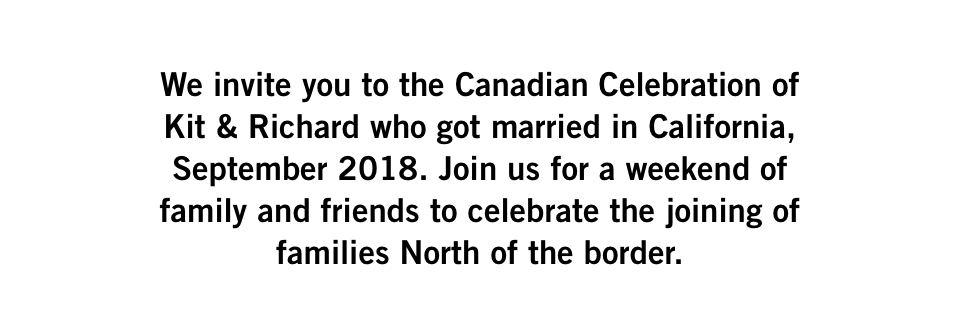 We invite you to the Canadian Celebration of
Kit & Richard who got married in California,
September 2018. Join us for a weekend of
family and friends to celebrate the joining of
families North of the border.